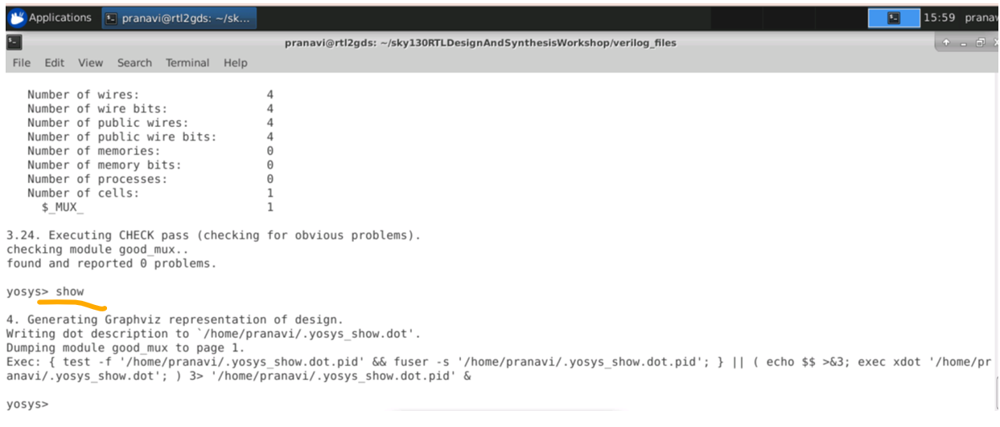 Applications pranavi@rtl2gds: ~/sk... 15:59 pranav
pranavi@rtl2gds: ~/sky130RTLDesignAndSynthesisWorkshop/verilog_files
File Edit View Search Terminal Help
Number of wires: 4
Number of wire bits: 4
Number of public wires: 4
Number of public wire bits: 4
Number of memories: 0
Number of memory bits: 0
Number of processes: 0
Number of cells: 1
$_MUX_ 1
3.24. Executing CHECK pass (checking for obvious problems).
checking module good_mux..
found and reported 0 problems.
yosys> show
4. Generating Graphviz representation of design.
Writing dot description to `/home/pranavi/.yosys_show.dot'.
Dumping module good_mux to page 1.
Exec: { test -f '/home/pranavi/.yosys_show.dot.pid' && fuser -s '/home/pranavi/.yosys_show.dot.pid'; } || ( echo $$ >&3; exec xdot '/home/pr
anavi/.yosys_show.dot'; ) 3> '/home/pranavi/.yosys_show.dot.pid' &
yosys>